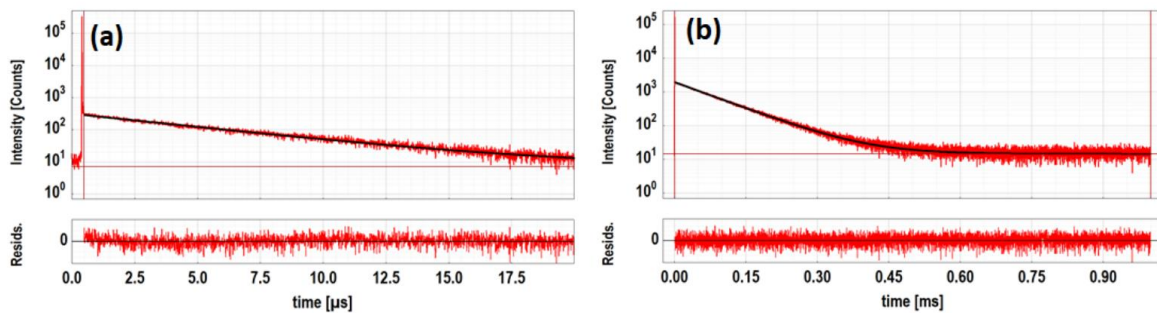 (a)
Intensity [Counts]
10⁵
10⁴
10³
10²
10¹
10⁰
Resids.
0
0.0 2.5 5.0 7.5 10.0 12.5 15.0 17.5
time [µs]
(b)
Intensity [Counts]
10⁵
10⁴
10³
10²
10¹
10⁰
Resids.
0
0.00 0.15 0.30 0.45 0.60 0.75 0.90
time [ms]